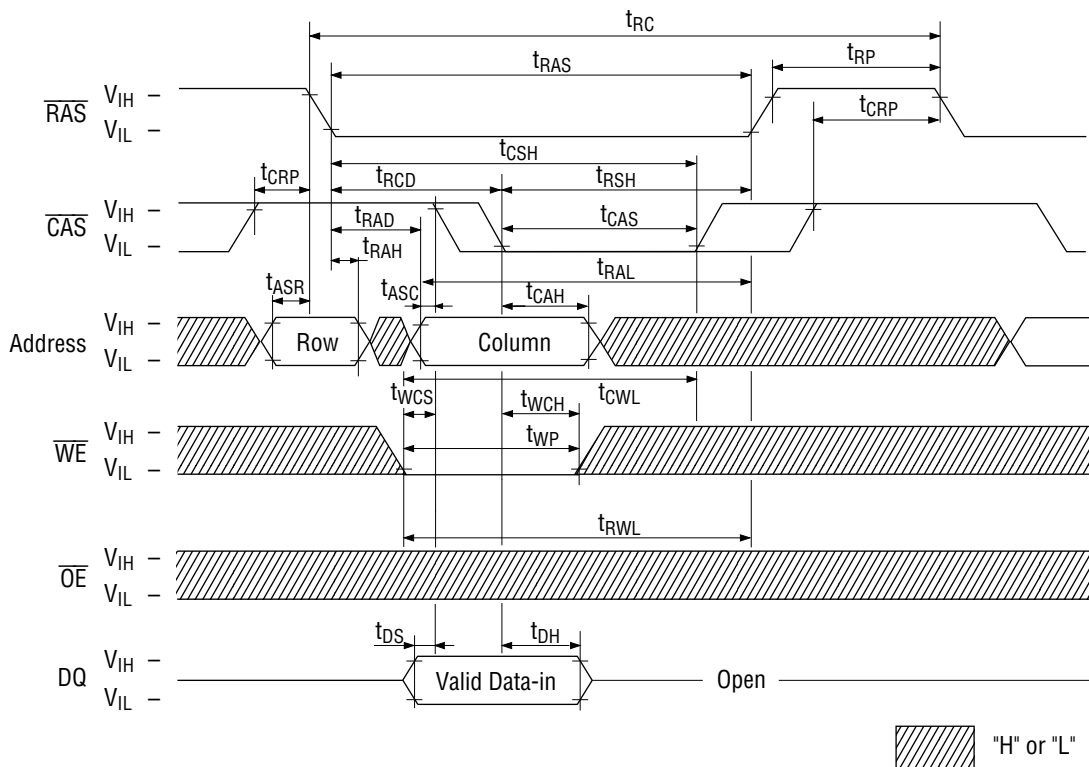 tRC
tRP
tRAS
RAS
VIH –
VIL –
tCRP
tCSH
tCRP
tRCD
tRSH
CAS
VIH –
VIL –
tRAD
tCAS
tRAH
tRAL
tASR
tASC
tCAH
Address
VIH –
VIL –
Row
Column
tCWL
tWCS
tWCH
WE
VIH –
VIL –
tWP
tRWL
OE
VIH –
VIL –
tDS
tDH
DQ
VIH –
VIL –
Valid Data-in
Open
"H" or "L"